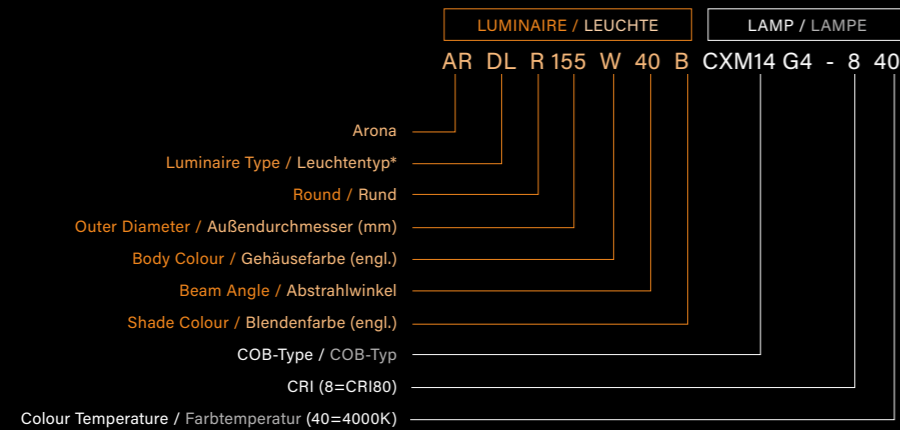 LUMINAIRE / LEUCHTE LAMP / LAMPE
AR DL R 155 W 40 B CXM14 G4 - 8 40
Arona
Luminaire Type / Leuchtentyp*
Round / Rund
Outer Diameter / Außendurchmesser (mm)
Body Colour / Gehäusefarbe (engl.)
Beam Angle / Abstrahlwinkel
Shade Colour / Blendenfarbe (engl.)
COB-Type / COB-Typ
CRI (8=CRI80)
Colour Temperature / Farbtemperatur (40=4000K)